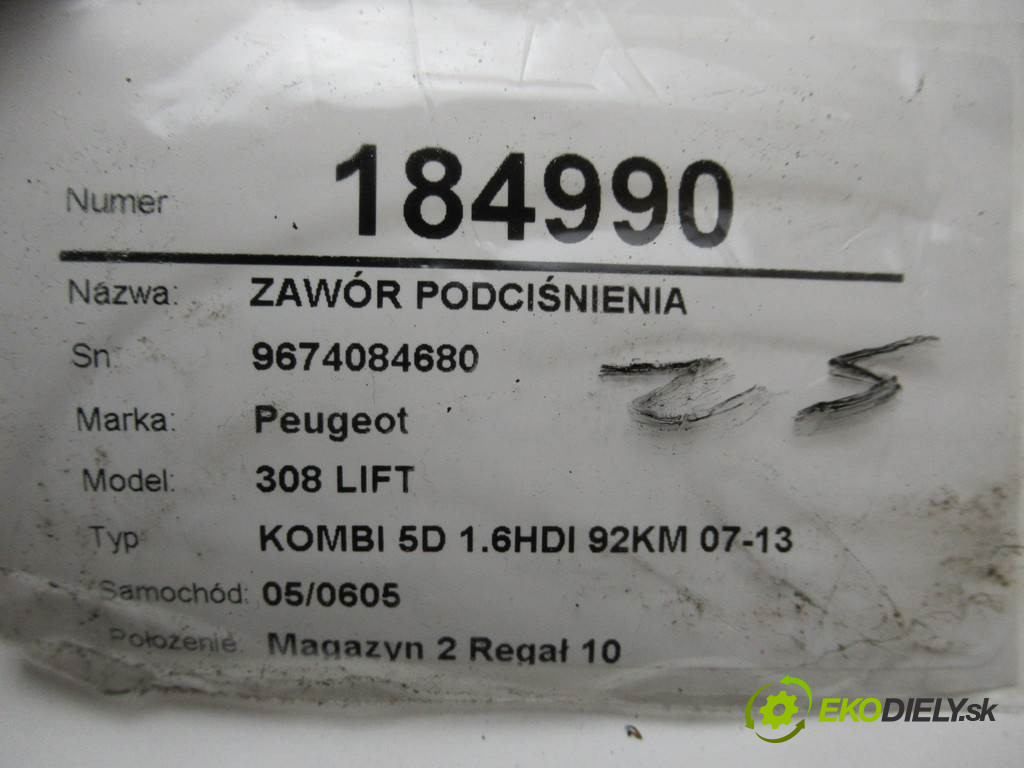 Numer 184990
Nazwa: ZAWÓR PODCIŚNIENIA
Sn: 9674084680
Marka: Peugeot
Model: 308 LIFT
Typ KOMBI 5D 1.6HDI 92KM 07-13
Samochód: 05/0605
Położenie: Magazyn 2 Regał 10
EKODIELY.sk